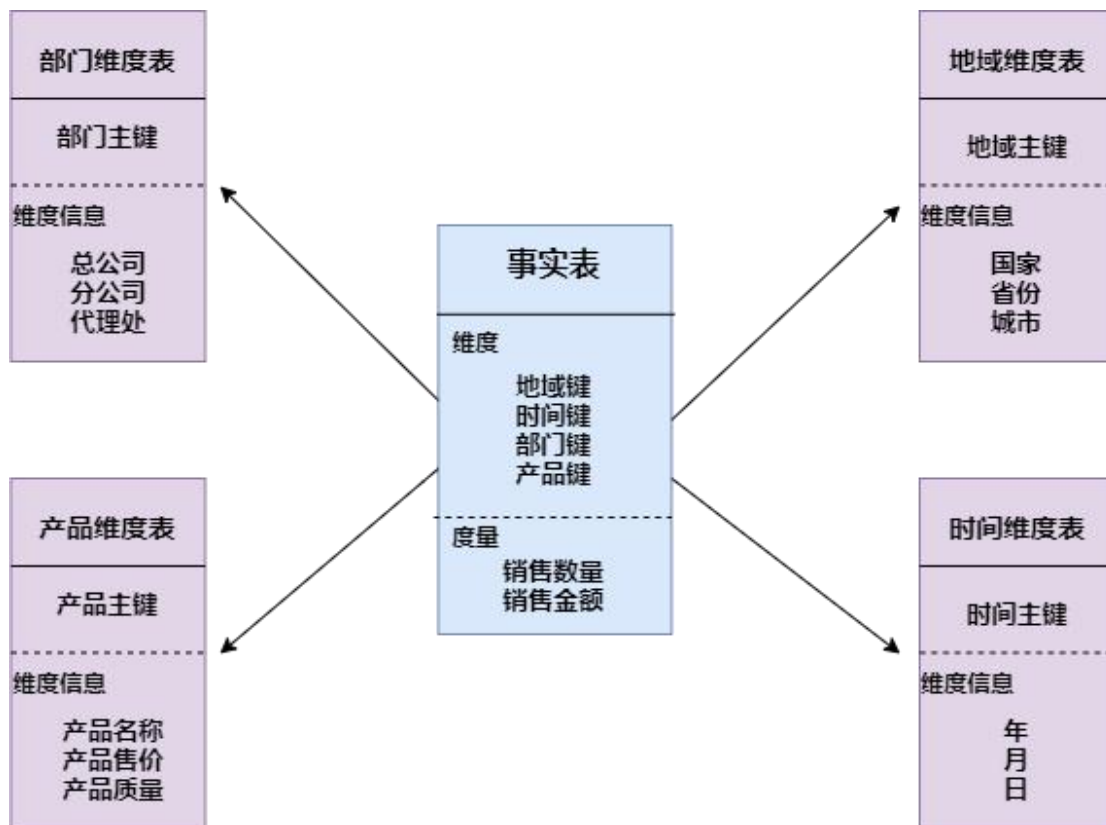 部门维度表
部门主键
维度信息
总公司
分公司
代理处
地域维度表
地域主键
维度信息
国家
省份
城市
事实表
维度
地域键
时间键
部门键
产品键
度量
销售数量
销售金额
产品维度表
产品主键
维度信息
产品名称
产品售价
产品质量
时间维度表
时间主键
维度信息
年
月
日